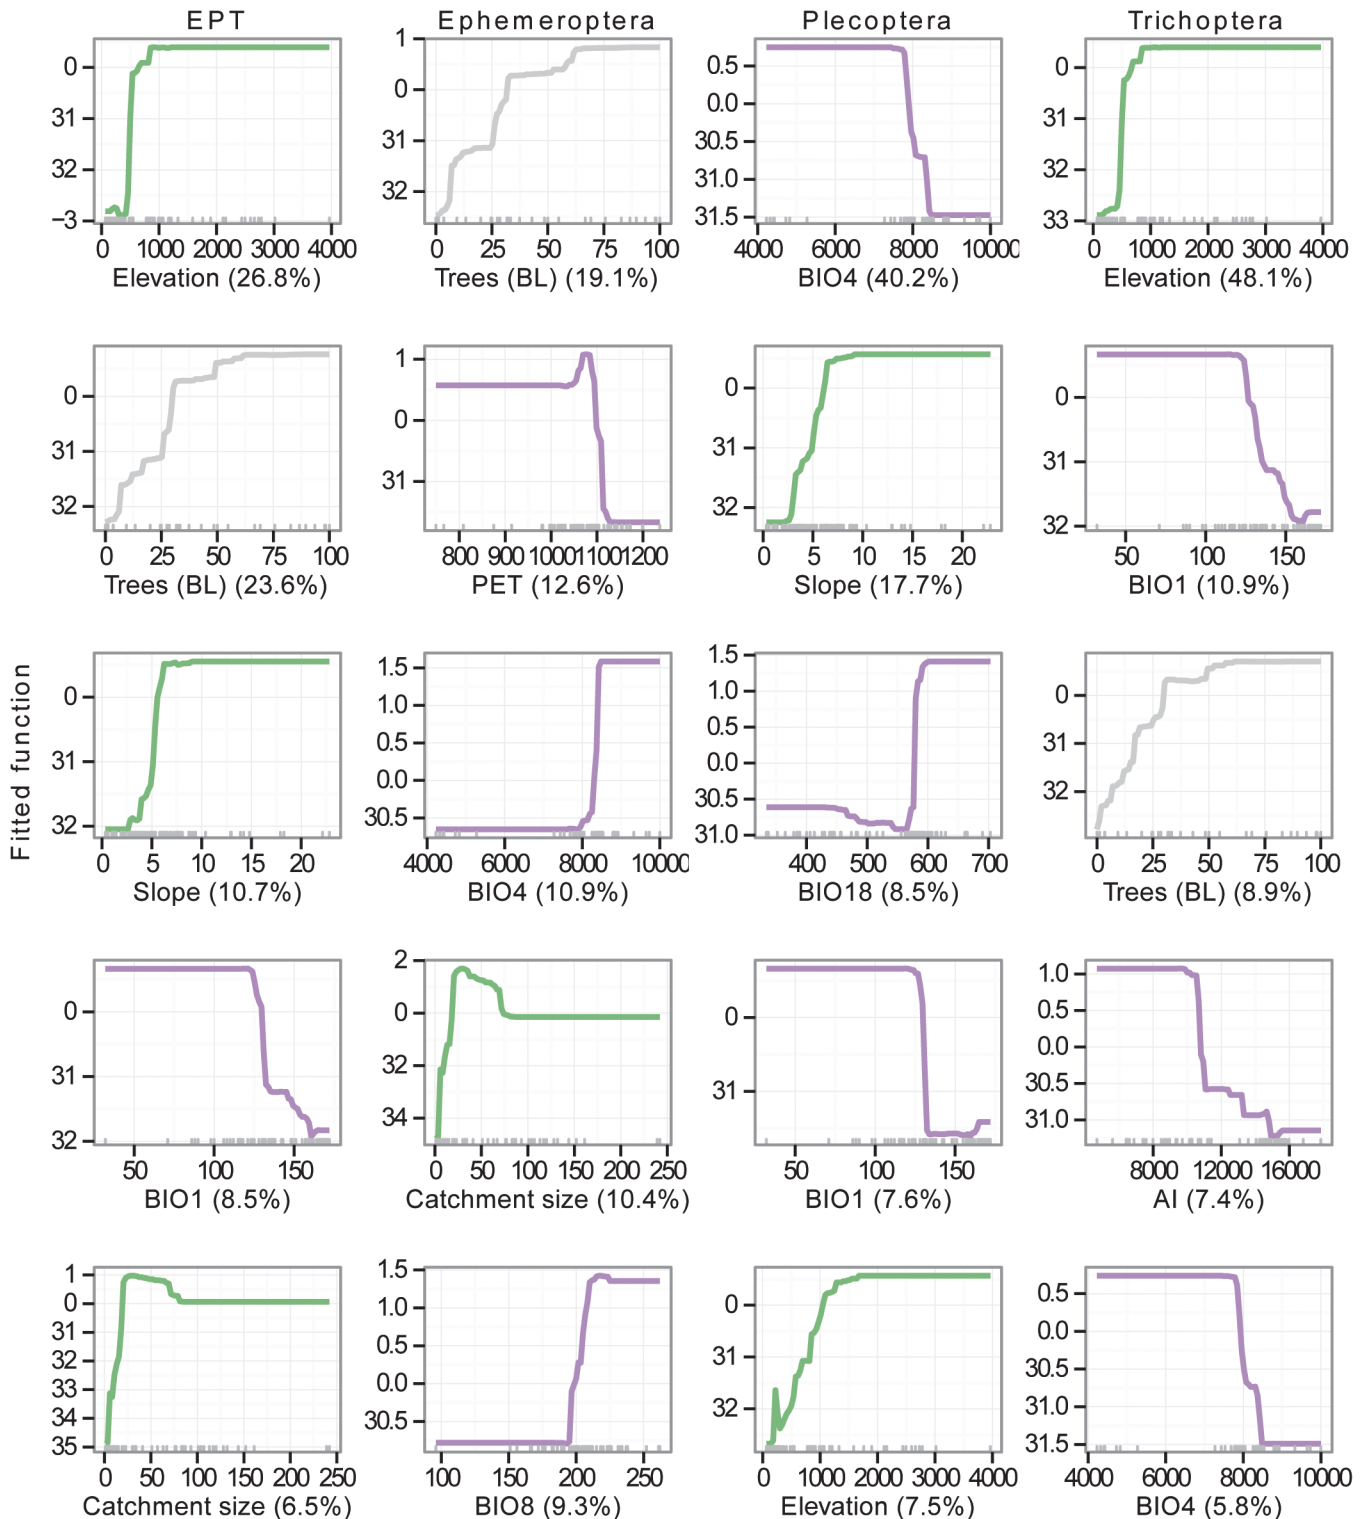 EPT Ephemeroptera Plecoptera Trichoptera
0 31 32 −3
0 1000 2000 3000 4000
Elevation (26.8%)
1 0 31 32
0 25 50 75 100
Trees (BL) (19.1%)
0.5 0.0 30.5 31.0 31.5
4000 6000 8000 10000
BIO4 (40.2%)
0 31 32 33
0 1000 2000 3000 4000
Elevation (48.1%)
0 31 32
0 25 50 75 100
Trees (BL) (23.6%)
1 0 31
800 900 1000 1100 1200
PET (12.6%)
0 31 32
0 5 10 15 20
Slope (17.7%)
0 31 32
50 100 150
BIO1 (10.9%)
Fitted function
0 31 32
0 5 10 15 20
Slope (10.7%)
1.5 1.0 0.5 0.0 30.5
4000 6000 8000 10000
BIO4 (10.9%)
1.5 1.0 0.5 0.0 30.5 31.0
400 500 600 700
BIO18 (8.5%)
0 31 32
0 25 50 75 100
Trees (BL) (8.9%)
0 31 32
50 100 150
BIO1 (8.5%)
2 0 32 34
0 50 100 150 200 250
Catchment size (10.4%)
0 31
50 100 150
BIO1 (7.6%)
1.0 0.5 0.0 30.5 31.0
8000 12000 16000
AI (7.4%)
1 0 31 32 33 34 35
0 50 100 150 200 250
Catchment size (6.5%)
1.5 1.0 0.5 0.0 30.5
100 150 200 250
BIO8 (9.3%)
0 31 32
0 1000 2000 3000 4000
Elevation (7.5%)
0.5 0.0 30.5 31.0 31.5
4000 6000 8000 10000
BIO4 (5.8%)